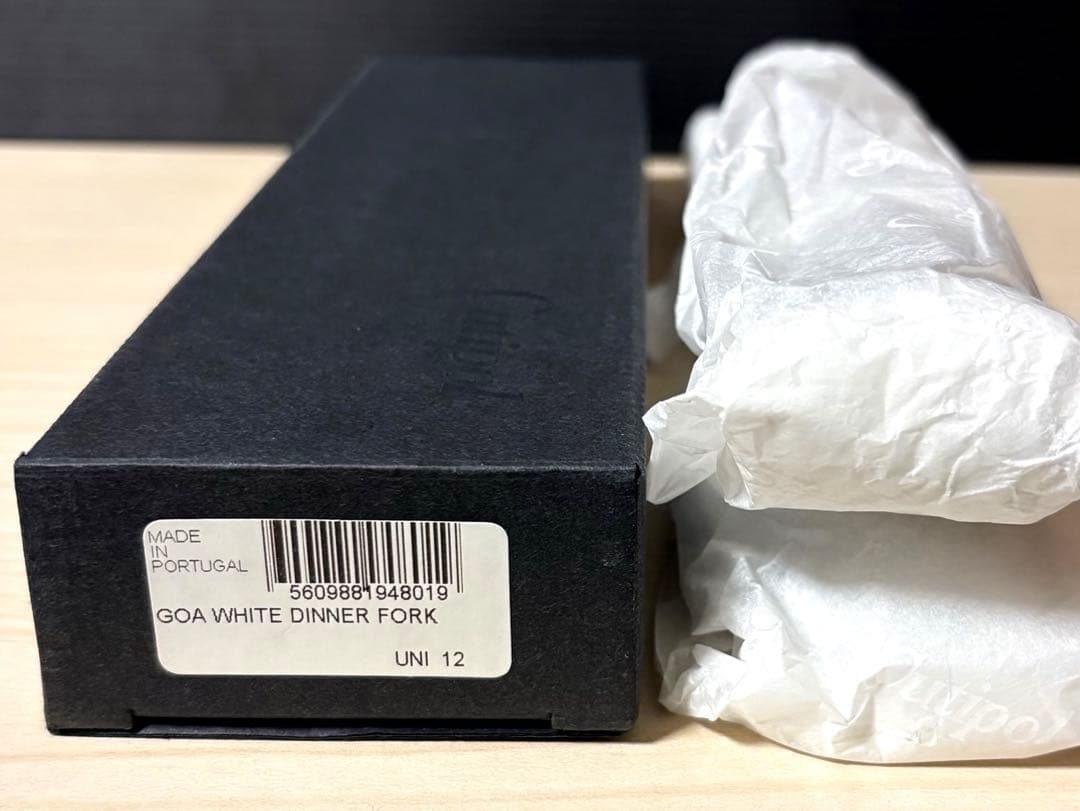 MADE
IN
PORTUGAL
5609881948019
GOA WHITE DINNER FORK
UNI 12